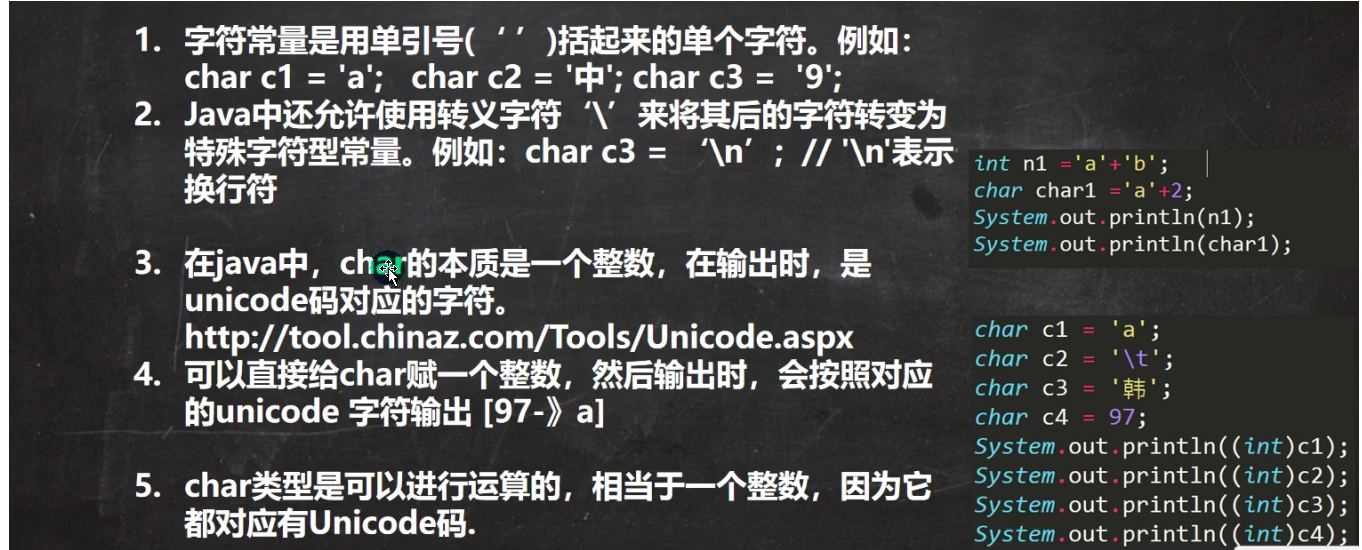 1. 字符常量是用单引号( ‘ ’ )括起来的单个字符。例如：
char c1 = 'a'; char c2 = '中'; char c3 = '9';
2. Java中还允许使用转义字符‘\’来将其后的字符转变为
特殊字符型常量。例如：char c3 = ‘\n’; // '\n'表示
换行符
3. 在java中，char的本质是一个整数，在输出时，是
unicode码对应的字符。
http://tool.chinaz.com/Tools/Unicode.aspx
4. 可以直接给char赋一个整数，然后输出时，会按照对应
的unicode 字符输出 [97-》a]
5. char类型是可以进行运算的，相当于一个整数，因为它
都对应有Unicode码.
int n1 ='a'+'b';
char char1 ='a'+2;
System.out.println(n1);
System.out.println(char1);
char c1 = 'a';
char c2 = '\t';
char c3 = '韩';
char c4 = 97;
System.out.println((int)c1);
System.out.println((int)c2);
System.out.println((int)c3);
System.out.println((int)c4);